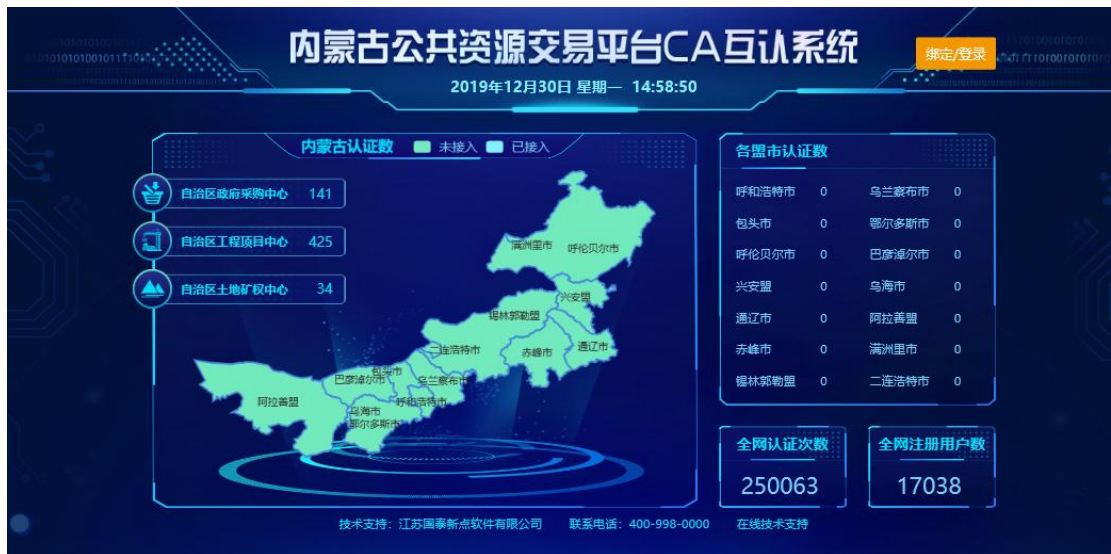 内蒙古公共资源交易平台CA互认系统
绑定/登录
2019年12月30日 星期一 14:58:50
内蒙古认证数 未接入 已接入
自治区政府采购中心 141
自治区工程项目中心 425
自治区土地矿权中心 34
满洲里市 呼伦贝尔市
兴安盟
锡林郭勒盟
二连浩特市 赤峰市 通辽市
包头市
巴彦淖尔市 乌兰察布市
阿拉善盟 呼和浩特市
乌海市
鄂尔多斯市
各盟市认证数
呼和浩特市 0 乌兰察布市 0
包头市 0 鄂尔多斯市 0
呼伦贝尔市 0 巴彦淖尔市 0
兴安盟 0 乌海市 0
通辽市 0 阿拉善盟 0
赤峰市 0 满洲里市 0
锡林郭勒盟 0 二连浩特市 0
全网认证次数 全网注册用户数
250063 17038
技术支持：江苏国泰新点软件有限公司 联系电话：400-998-0000 在线技术支持